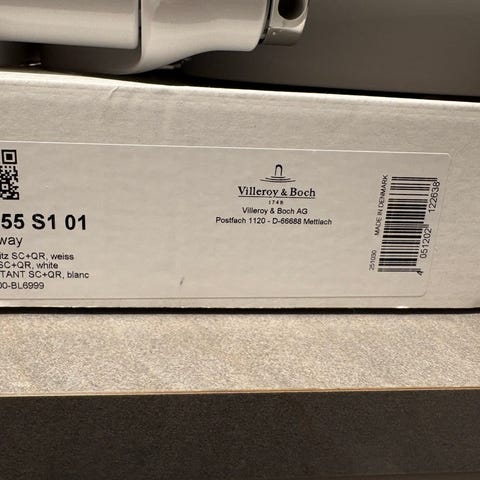 55 S1 01
way
itz SC+QR, weiss
SC+QR, white
TANT SC+QR, blanc
00-BL6999
Villeroy & Boch
1748
Villeroy & Boch AG
Postfach 1120 - D-66688 Mettlach
251030
MADE IN DENMARK
4 051202 122638